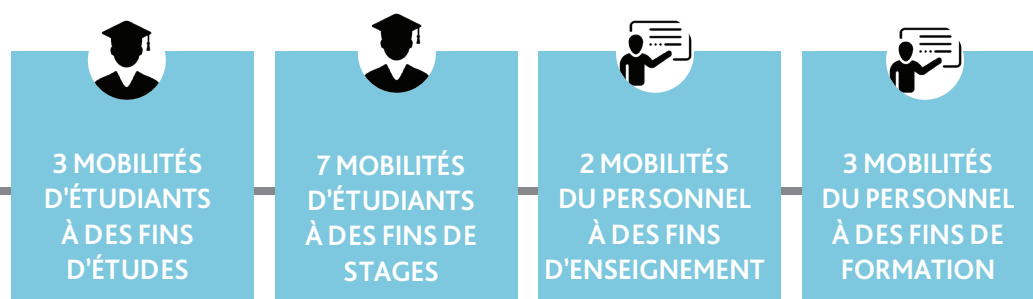 3 MOBILITÉS
D'ÉTUDIANTS
À DES FINS
D'ÉTUDES
7 MOBILITÉS
D'ÉTUDIANTS
À DES FINS DE
STAGES
2 MOBILITÉS
DU PERSONNEL
À DES FINS
D'ENSEIGNEMENT
3 MOBILITÉS
DU PERSONNEL
À DES FINS DE
FORMATION